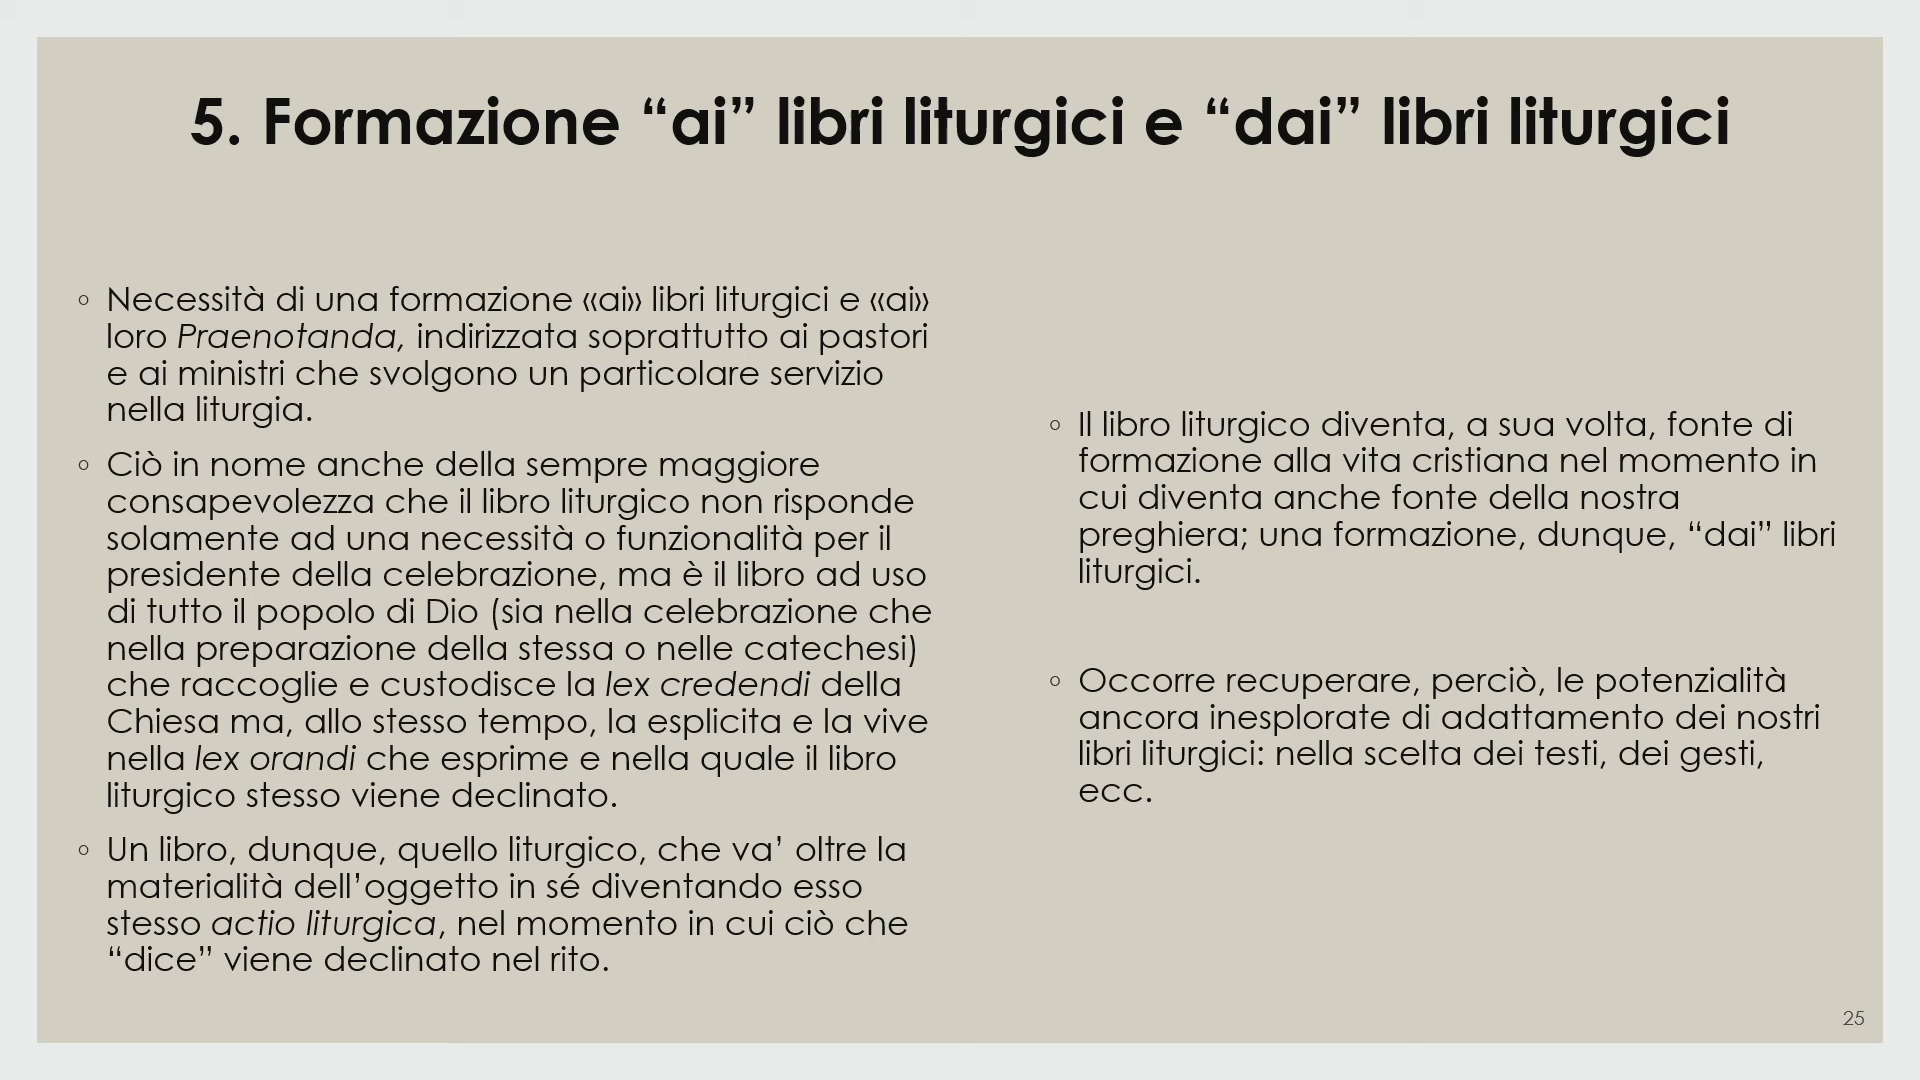 5. Formazione “ai” libri liturgici e “dai” libri liturgici
◦ Necessità di una formazione «ai» libri liturgici e «ai»
loro Praenotanda, indirizzata soprattutto ai pastori
e ai ministri che svolgono un particolare servizio
nella liturgia.
◦ Ciò in nome anche della sempre maggiore
consapevolezza che il libro liturgico non risponde
solamente ad una necessità o funzionalità per il
presidente della celebrazione, ma è il libro ad uso
di tutto il popolo di Dio (sia nella celebrazione che
nella preparazione della stessa o nelle catechesi)
che raccoglie e custodisce la lex credendi della
Chiesa ma, allo stesso tempo, la esplicita e la vive
nella lex orandi che esprime e nella quale il libro
liturgico stesso viene declinato.
◦ Un libro, dunque, quello liturgico, che va’ oltre la
materialità dell’oggetto in sé diventando esso
stesso actio liturgica, nel momento in cui ciò che
“dice” viene declinato nel rito.
◦ Il libro liturgico diventa, a sua volta, fonte di
formazione alla vita cristiana nel momento in
cui diventa anche fonte della nostra
preghiera; una formazione, dunque, “dai” libri
liturgici.
◦ Occorre recuperare, perciò, le potenzialità
ancora inesplorate di adattamento dei nostri
libri liturgici: nella scelta dei testi, dei gesti,
ecc.
25